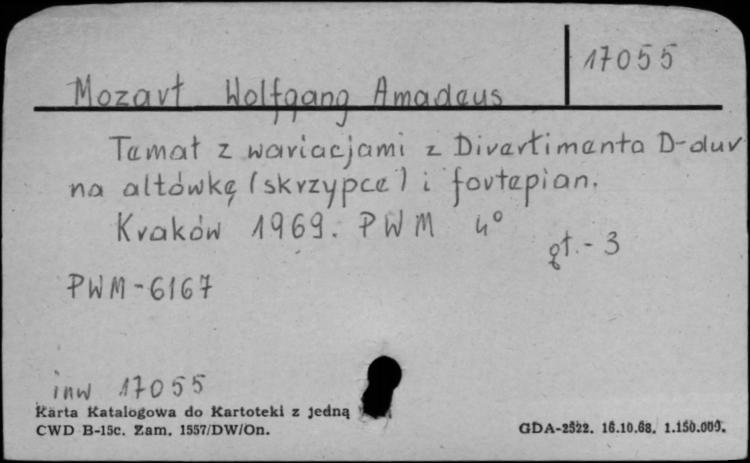 17055
Mozart Wolfgang Amadeus
Temat z wariacjami z Divertimenta D-dur
na altówkę (skrzypce) i fortepian.
Kraków 1969. PWM 4°
gł. - 3
PWM-6167
inw 17055
Karta Katalogowa do Kartoteki z jedną
CWD B-15c. Zam. 1557/DW/On.
GDA-2522. 16.10.68. 1.150.000.